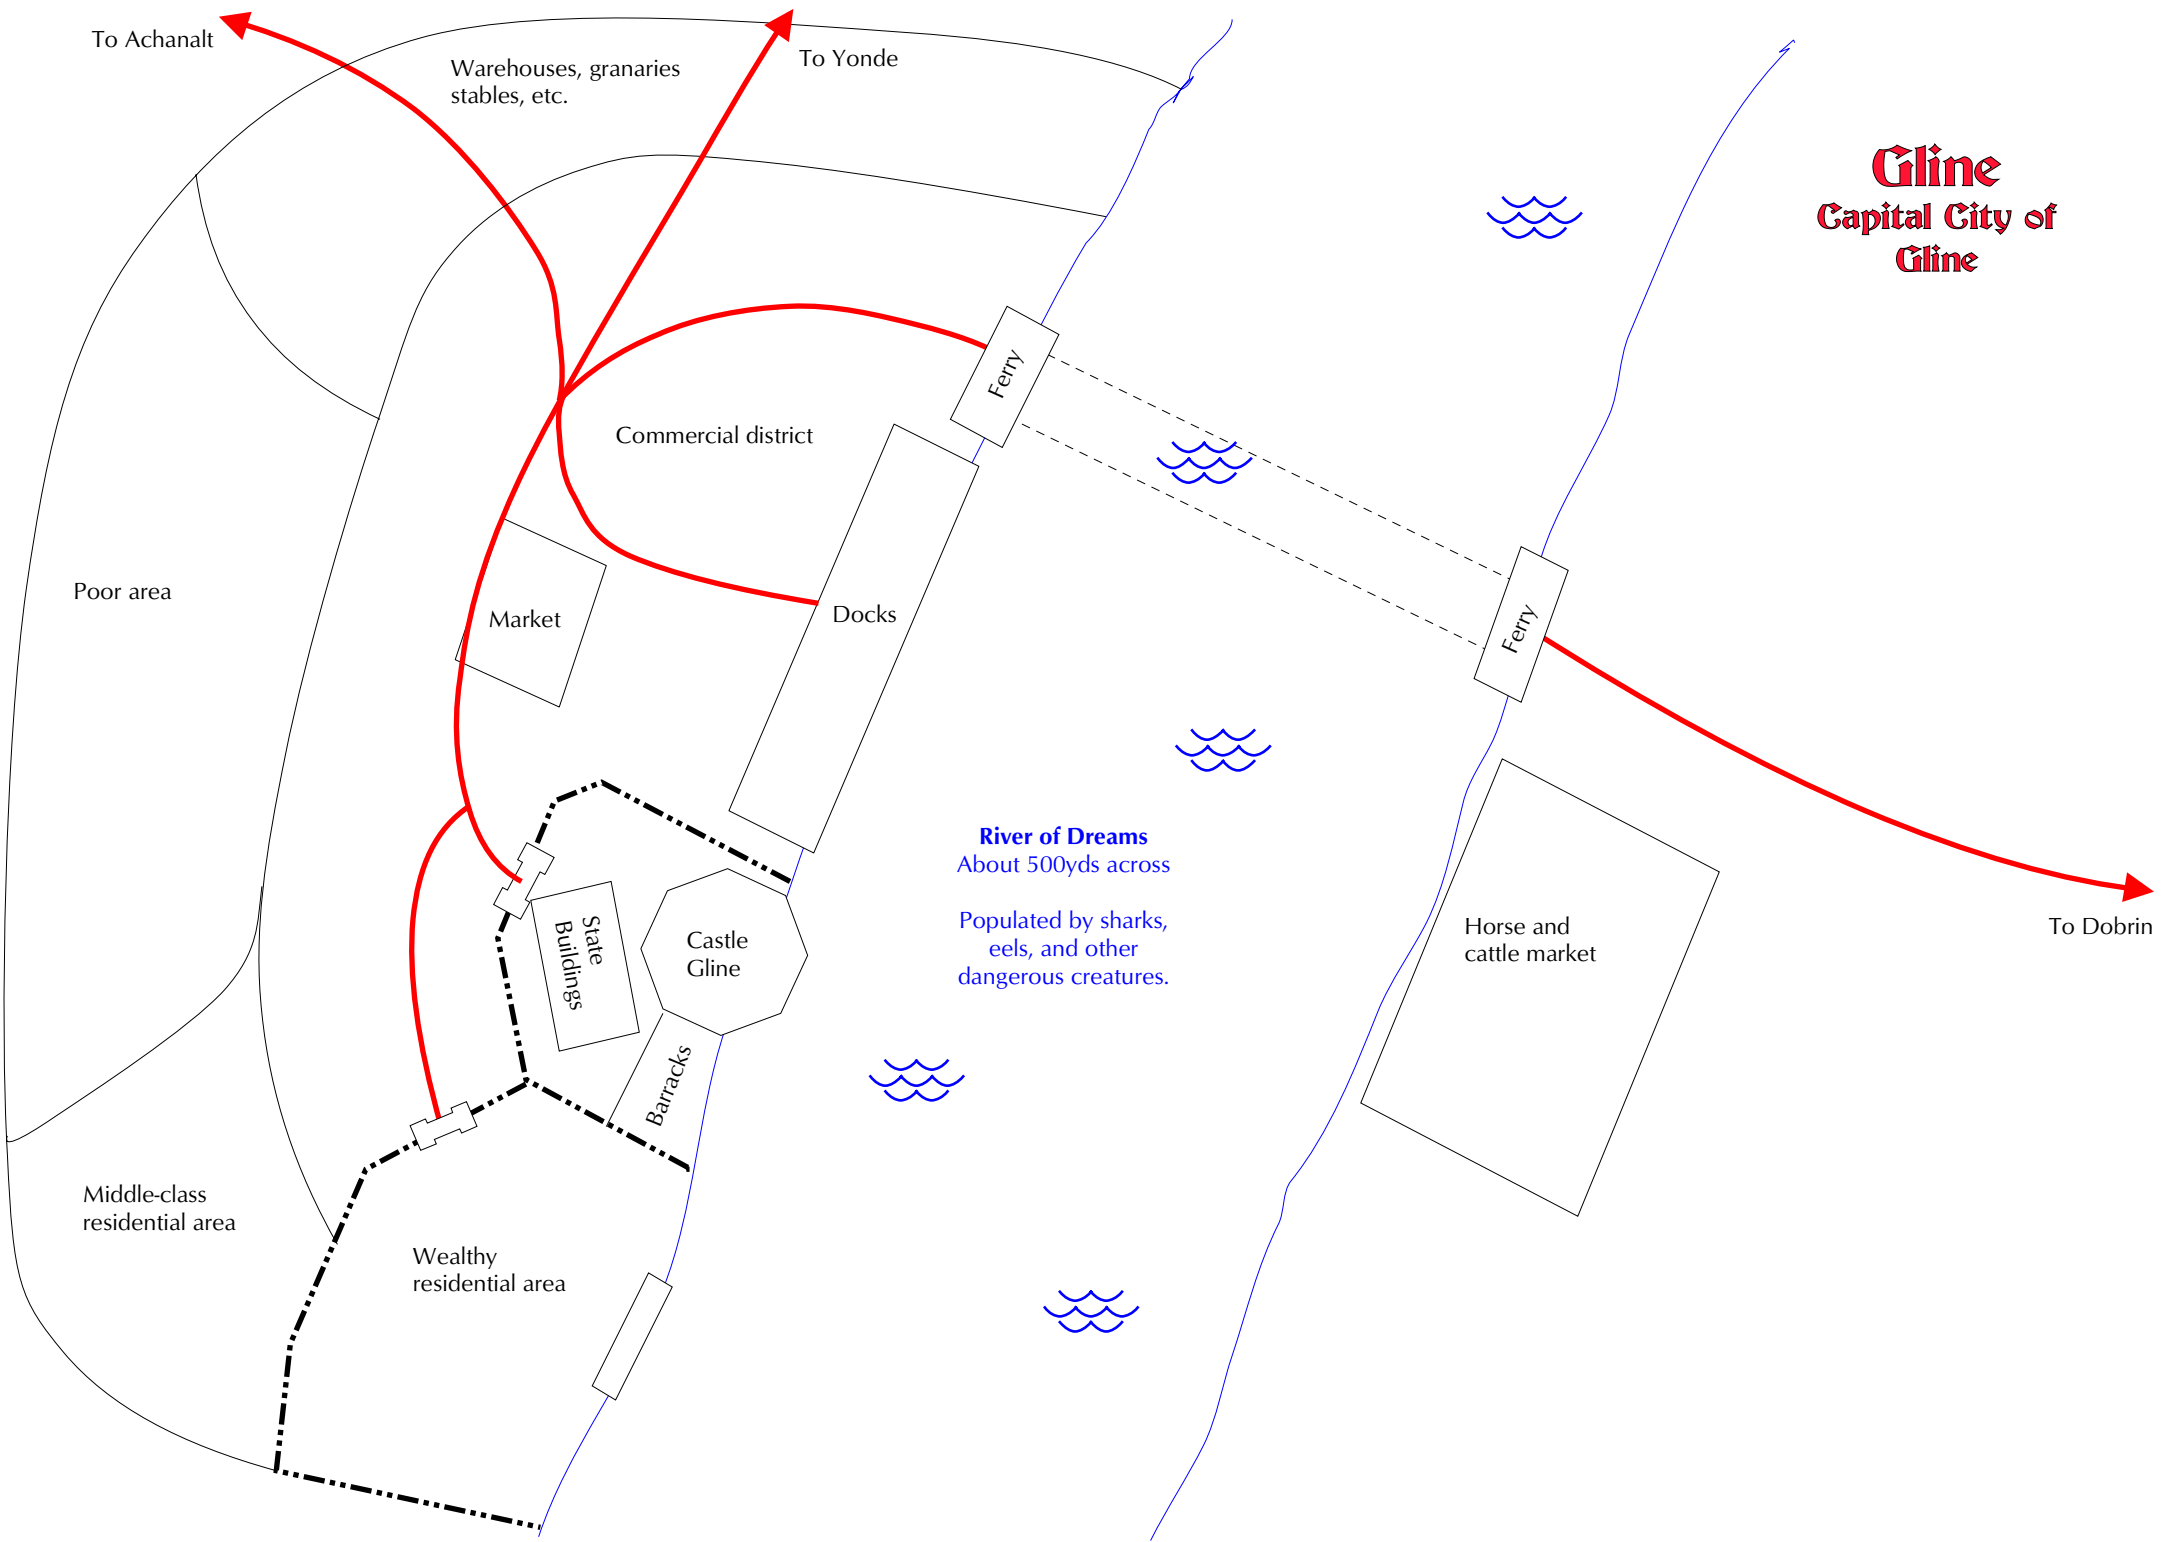 To Achanalt
To Yonde
Warehouses, granaries
stables, etc.
Gline
Capital City of
Gline
Ferry
Commercial district
Poor area
Market
Docks
Ferry
River of Dreams
About 500yds across
Populated by sharks,
eels, and other
dangerous creatures.
State
Buildings
Castle
Gline
Horse and
cattle market
To Dobrin
Barracks
Middle-class
residential area
Wealthy
residential area